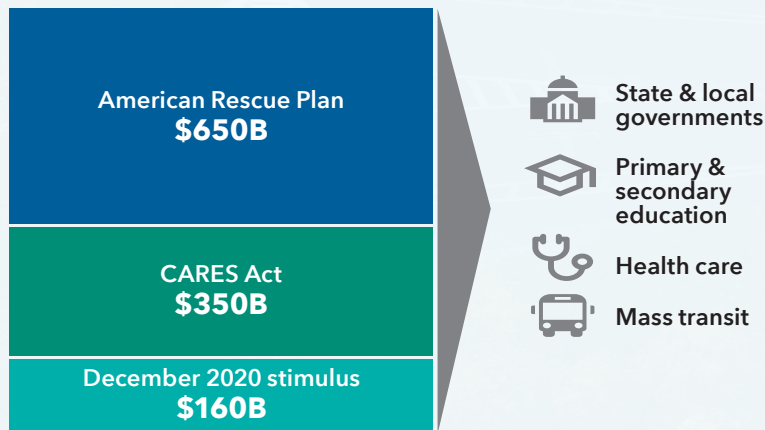 American Rescue Plan
$650B
CARES Act
$350B
December 2020 stimulus
$160B
State & local
governments
Primary &
secondary
education
Health care
Mass transit